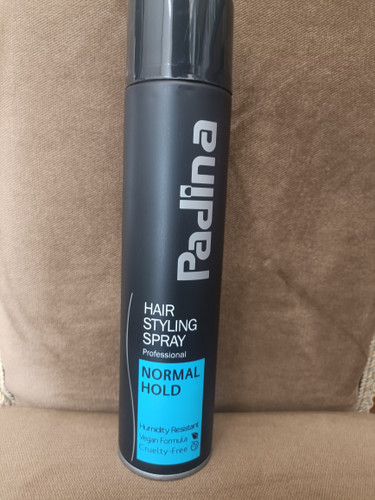 Padina
HAIR
STYLING
SPRAY
Professional
NORMAL
HOLD
Humidity Resistant
Vegan Formula
Cruelty-Free